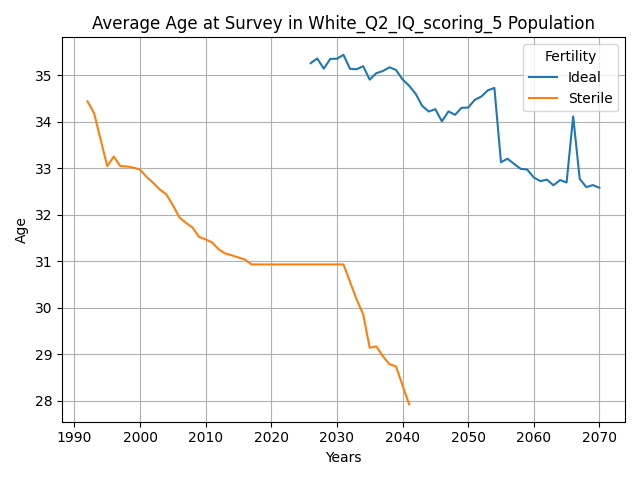 Average Age at Survey in White_Q2_IQ_scoring_5 Population
Fertility
Ideal
Sterile
Age
35
34
33
32
31
30
29
28
1990 2000 2010 2020 2030 2040 2050 2060 2070
Years